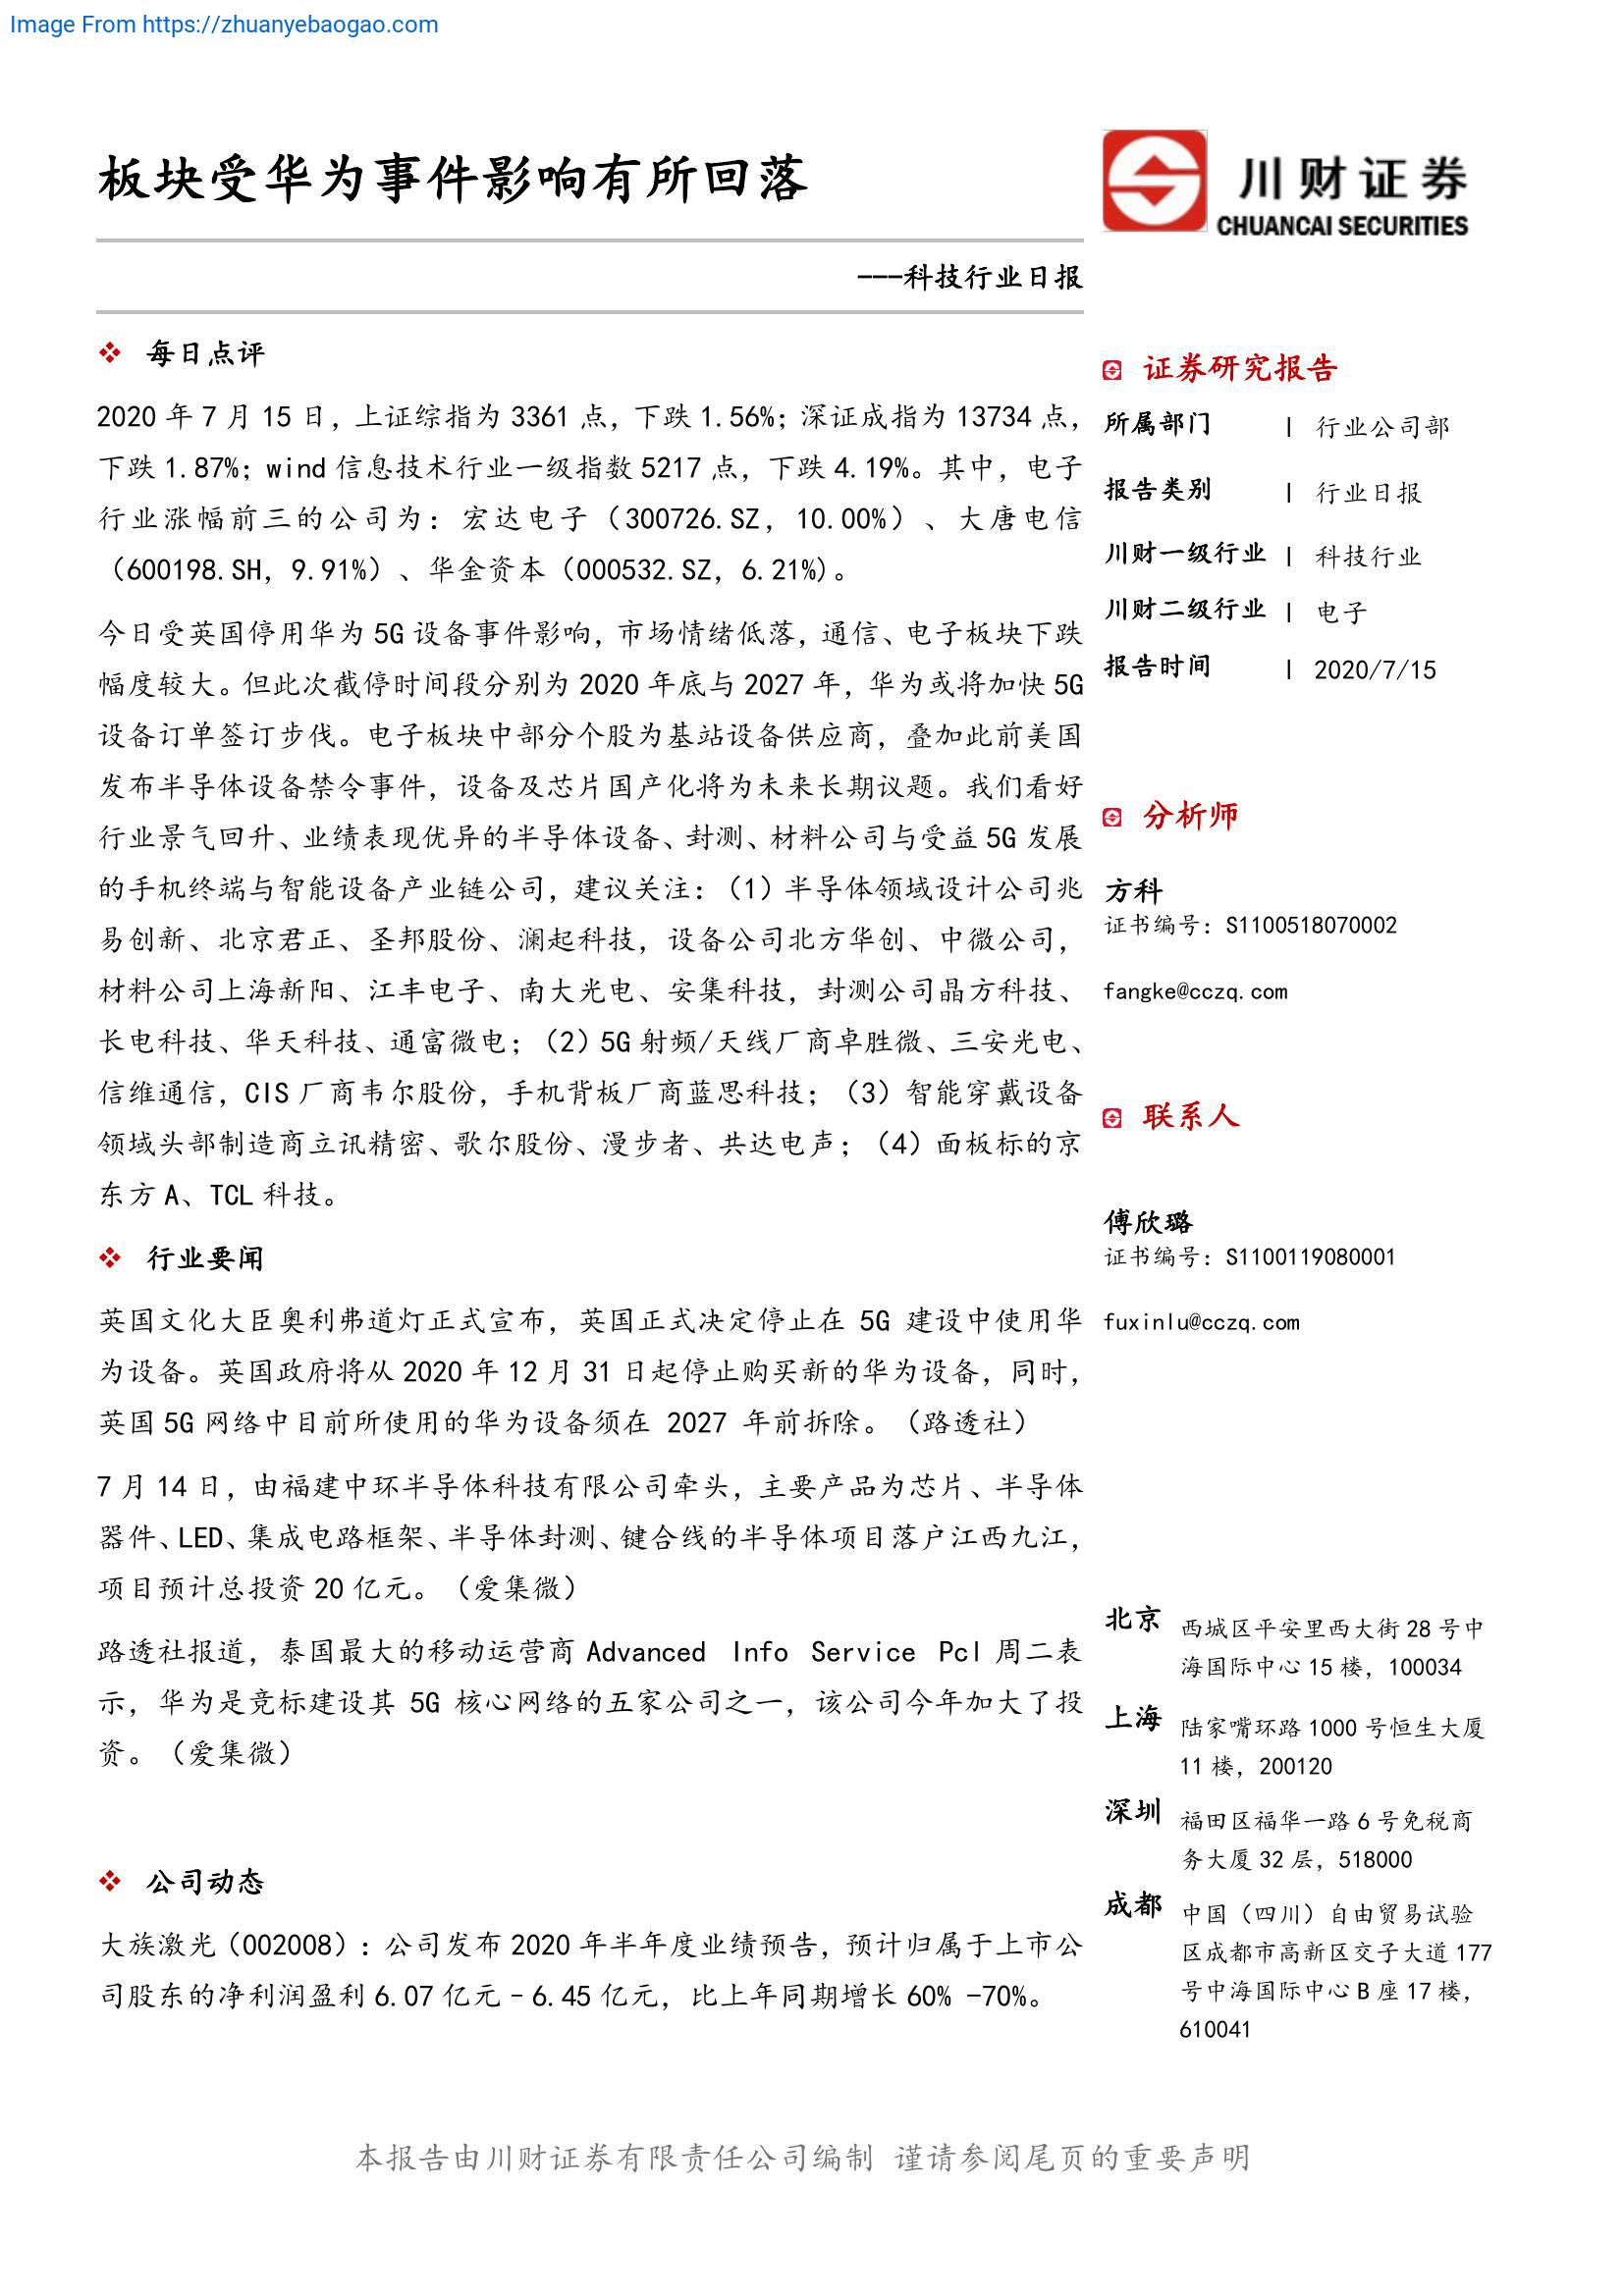 Image From https://zhuanyebaogao.com
板块受华为事件影响有所回落
川财证券
CHUANCAI SECURITIES
---科技行业日报
每日点评
2020 年 7 月 15 日，上证综指为 3361 点，下跌 1.56%；深证成指为 13734 点，
下跌 1.87%；wind 信息技术行业一级指数 5217 点，下跌 4.19%。其中，电子
行业涨幅前三的公司为：宏达电子（300726.SZ，10.00%）、大唐电信
（600198.SH，9.91%）、华金资本（000532.SZ，6.21%)。
今日受英国停用华为 5G 设备事件影响，市场情绪低落，通信、电子板块下跌
幅度较大。但此次截停时间段分别为 2020 年底与 2027 年，华为或将加快 5G
设备订单签订步伐。电子板块中部分个股为基站设备供应商，叠加此前美国
发布半导体设备禁令事件，设备及芯片国产化将为未来长期议题。我们看好
行业景气回升、业绩表现优异的半导体设备、封测、材料公司与受益 5G 发展
的手机终端与智能设备产业链公司，建议关注：（1）半导体领域设计公司兆
易创新、北京君正、圣邦股份、澜起科技，设备公司北方华创、中微公司，
材料公司上海新阳、江丰电子、南大光电、安集科技，封测公司晶方科技、
长电科技、华天科技、通富微电；（2）5G 射频/天线厂商卓胜微、三安光电、
信维通信，CIS 厂商韦尔股份，手机背板厂商蓝思科技；（3）智能穿戴设备
领域头部制造商立讯精密、歌尔股份、漫步者、共达电声；（4）面板标的京
东方 A、TCL 科技。
行业要闻
英国文化大臣奥利弗道灯正式宣布，英国正式决定停止在 5G 建设中使用华
为设备。英国政府将从 2020 年 12 月 31 日起停止购买新的华为设备，同时，
英国 5G 网络中目前所使用的华为设备须在 2027 年前拆除。（路透社）
7 月 14 日，由福建中环半导体科技有限公司牵头，主要产品为芯片、半导体
器件、LED、集成电路框架、半导体封测、键合线的半导体项目落户江西九江，
项目预计总投资 20 亿元。（爱集微）
路透社报道，泰国最大的移动运营商 Advanced Info Service Pcl 周二表
示，华为是竞标建设其 5G 核心网络的五家公司之一，该公司今年加大了投
资。（爱集微）
公司动态
大族激光（002008）：公司发布 2020 年半年度业绩预告，预计归属于上市公
司股东的净利润盈利 6.07 亿元–6.45 亿元，比上年同期增长 60% –70%。
证券研究报告
所属部门 | 行业公司部
报告类别 | 行业日报
川财一级行业 | 科技行业
川财二级行业 | 电子
报告时间 | 2020/7/15
分析师
方科
证书编号：S1100518070002
fangke@cczq.com
联系人
傅欣璐
证书编号：S1100119080001
fuxinlu@cczq.com
北京 西城区平安里西大街 28 号中
海国际中心 15 楼，100034
上海 陆家嘴环路 1000 号恒生大厦
11 楼，200120
深圳 福田区福华一路 6 号免税商
务大厦 32 层，518000
成都 中国（四川）自由贸易试验
区成都市高新区交子大道 177
号中海国际中心 B 座 17 楼，
610041
本报告由川财证券有限责任公司编制 谨请参阅尾页的重要声明